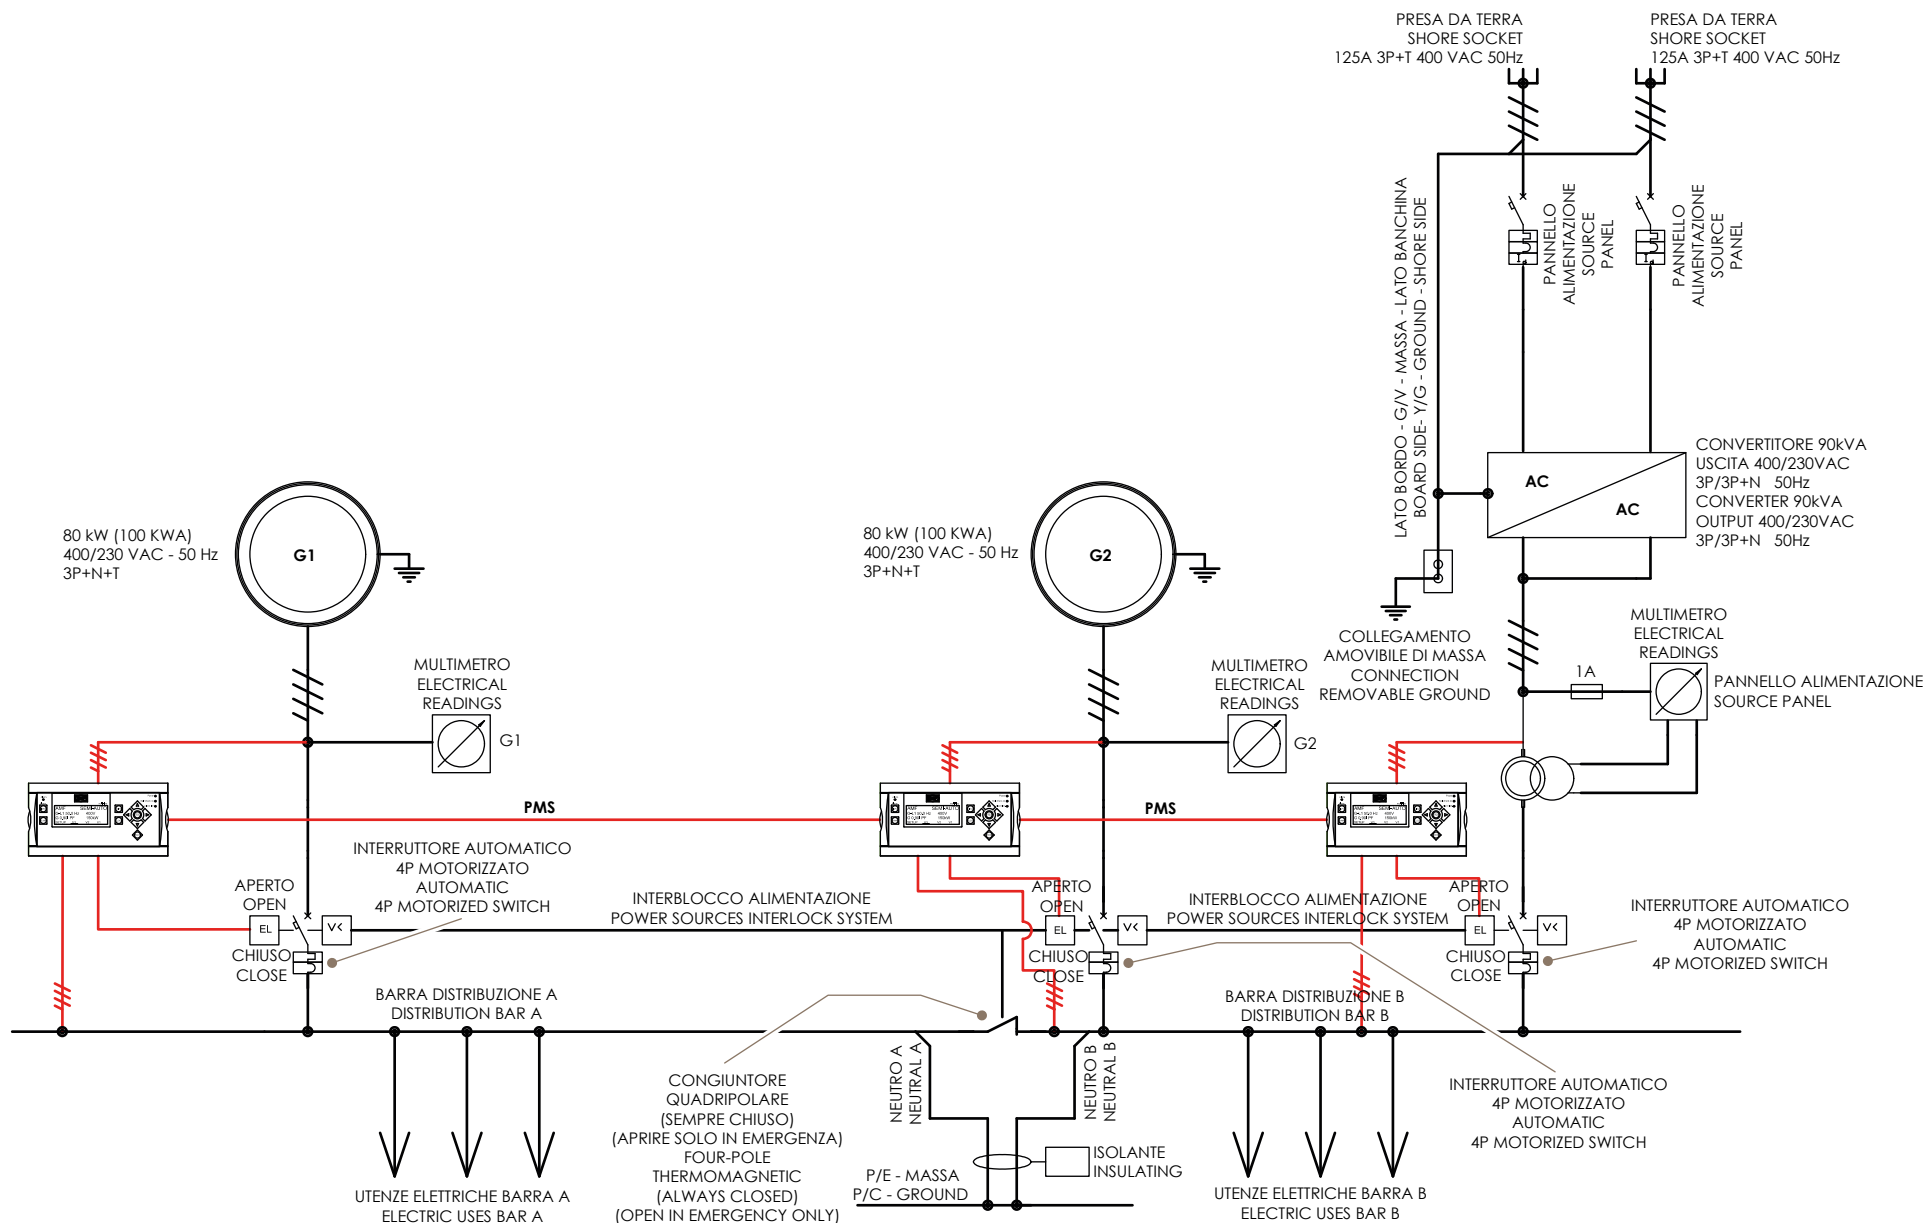 PRESA DA TERRA
SHORE SOCKET
125A 3P+T 400 VAC 50Hz
PRESA DA TERRA
SHORE SOCKET
125A 3P+T 400 VAC 50Hz
LATO BORDO - G/V - MASSA - LATO BANCHINA
BOARD SIDE- Y/G - GROUND - SHORE SIDE
PANNELLO
ALIMENTAZIONE
SOURCE
PANEL
PANNELLO
ALIMENTAZIONE
SOURCE
PANEL
AC
AC
CONVERTITORE 90kVA
USCITA 400/230VAC
3P/3P+N 50Hz
CONVERTER 90kVA
OUTPUT 400/230VAC
3P/3P+N 50Hz
80 kW (100 KWA)
400/230 VAC - 50 Hz
3P+N+T
G1
80 kW (100 KWA)
400/230 VAC - 50 Hz
3P+N+T
G2
COLLEGAMENTO
AMOVIBILE DI MASSA
CONNECTION
REMOVABLE GROUND
MULTIMETRO
ELECTRICAL
READINGS
1A
PANNELLO ALIMENTAZIONE
SOURCE PANEL
MULTIMETRO
ELECTRICAL
READINGS
G1
MULTIMETRO
ELECTRICAL
READINGS
G2
PMS
PMS
INTERRUTTORE AUTOMATICO
4P MOTORIZZATO
AUTOMATIC
4P MOTORIZED SWITCH
APERTO
OPEN
EL
V<
CHIUSO
CLOSE
INTERBLOCCO ALIMENTAZIONE
POWER SOURCES INTERLOCK SYSTEM
APERTO
OPEN
EL
V<
CHIUSO
CLOSE
INTERBLOCCO ALIMENTAZIONE
POWER SOURCES INTERLOCK SYSTEM
APERTO
OPEN
EL
V<
CHIUSO
CLOSE
INTERRUTTORE AUTOMATICO
4P MOTORIZZATO
AUTOMATIC
4P MOTORIZED SWITCH
BARRA DISTRIBUZIONE A
DISTRIBUTION BAR A
BARRA DISTRIBUZIONE B
DISTRIBUTION BAR B
NEUTRO A
NEUTRAL A
NEUTRO B
NEUTRAL B
CONGIUNTORE
QUADRIPOLARE
(SEMPRE CHIUSO)
(APRIRE SOLO IN EMERGENZA)
FOUR-POLE
THERMOMAGNETIC
(ALWAYS CLOSED)
(OPEN IN EMERGENCY ONLY)
INTERRUTTORE AUTOMATICO
4P MOTORIZZATO
AUTOMATIC
4P MOTORIZED SWITCH
ISOLANTE
INSULATING
P/E - MASSA
P/C - GROUND
UTENZE ELETTRICHE BARRA A
ELECTRIC USES BAR A
UTENZE ELETTRICHE BARRA B
ELECTRIC USES BAR B